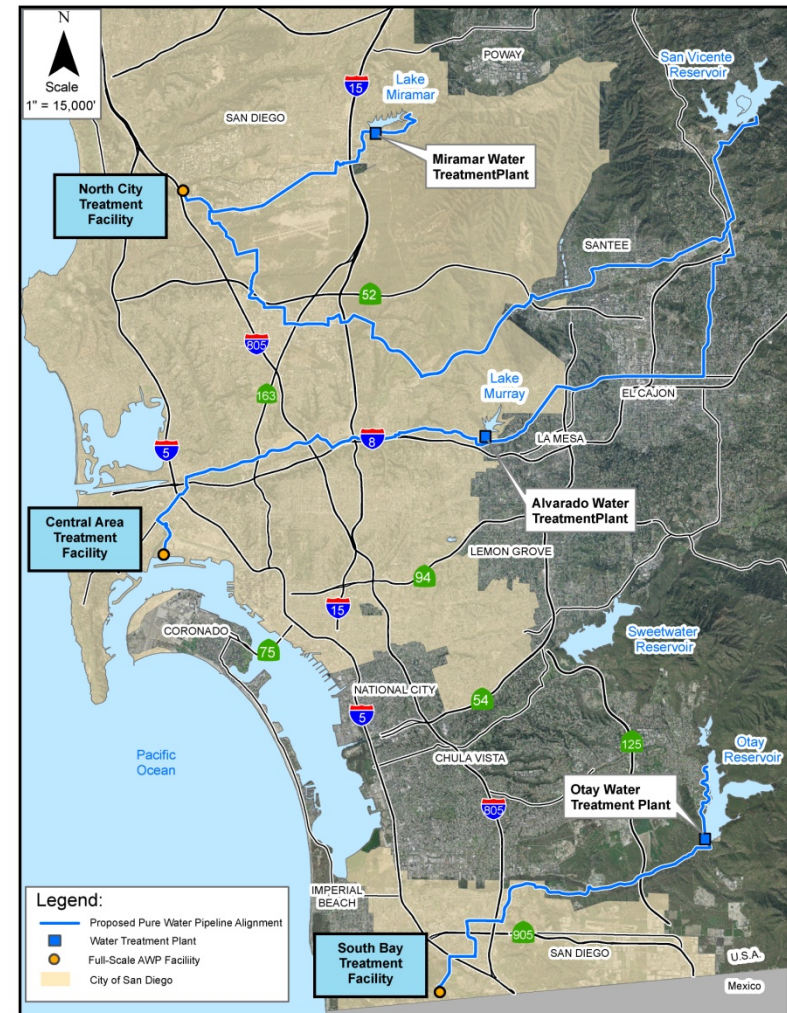 N
Scale
1" = 15,000'
POWAY
San Vicente
Reservoir
15
Lake
Miramar
SAN DIEGO
Miramar Water
TreatmentPlant
North City
Treatment
Facility
SANTEE
52
805
163
Lake
Murray
EL CAJON
8
LA MESA
5
Central Area
Treatment
Facility
Alvarado Water
TreatmentPlant
LEMON GROVE
94
15
CORONADO
75
Sweetwater
Reservoir
NATIONAL CITY
54
5
125
Pacific
Ocean
CHULA VISTA
Otay
Reservoir
Otay Water
Treatment Plant
805
IMPERIAL
BEACH
Legend:
Proposed Pure Water Pipeline Alignment
Water Treatment Plant
Full-Scale AWP Faciliity
City of San Diego
South Bay
Treatment
Facility
905
SAN DIEGO
U.S.A.
Mexico